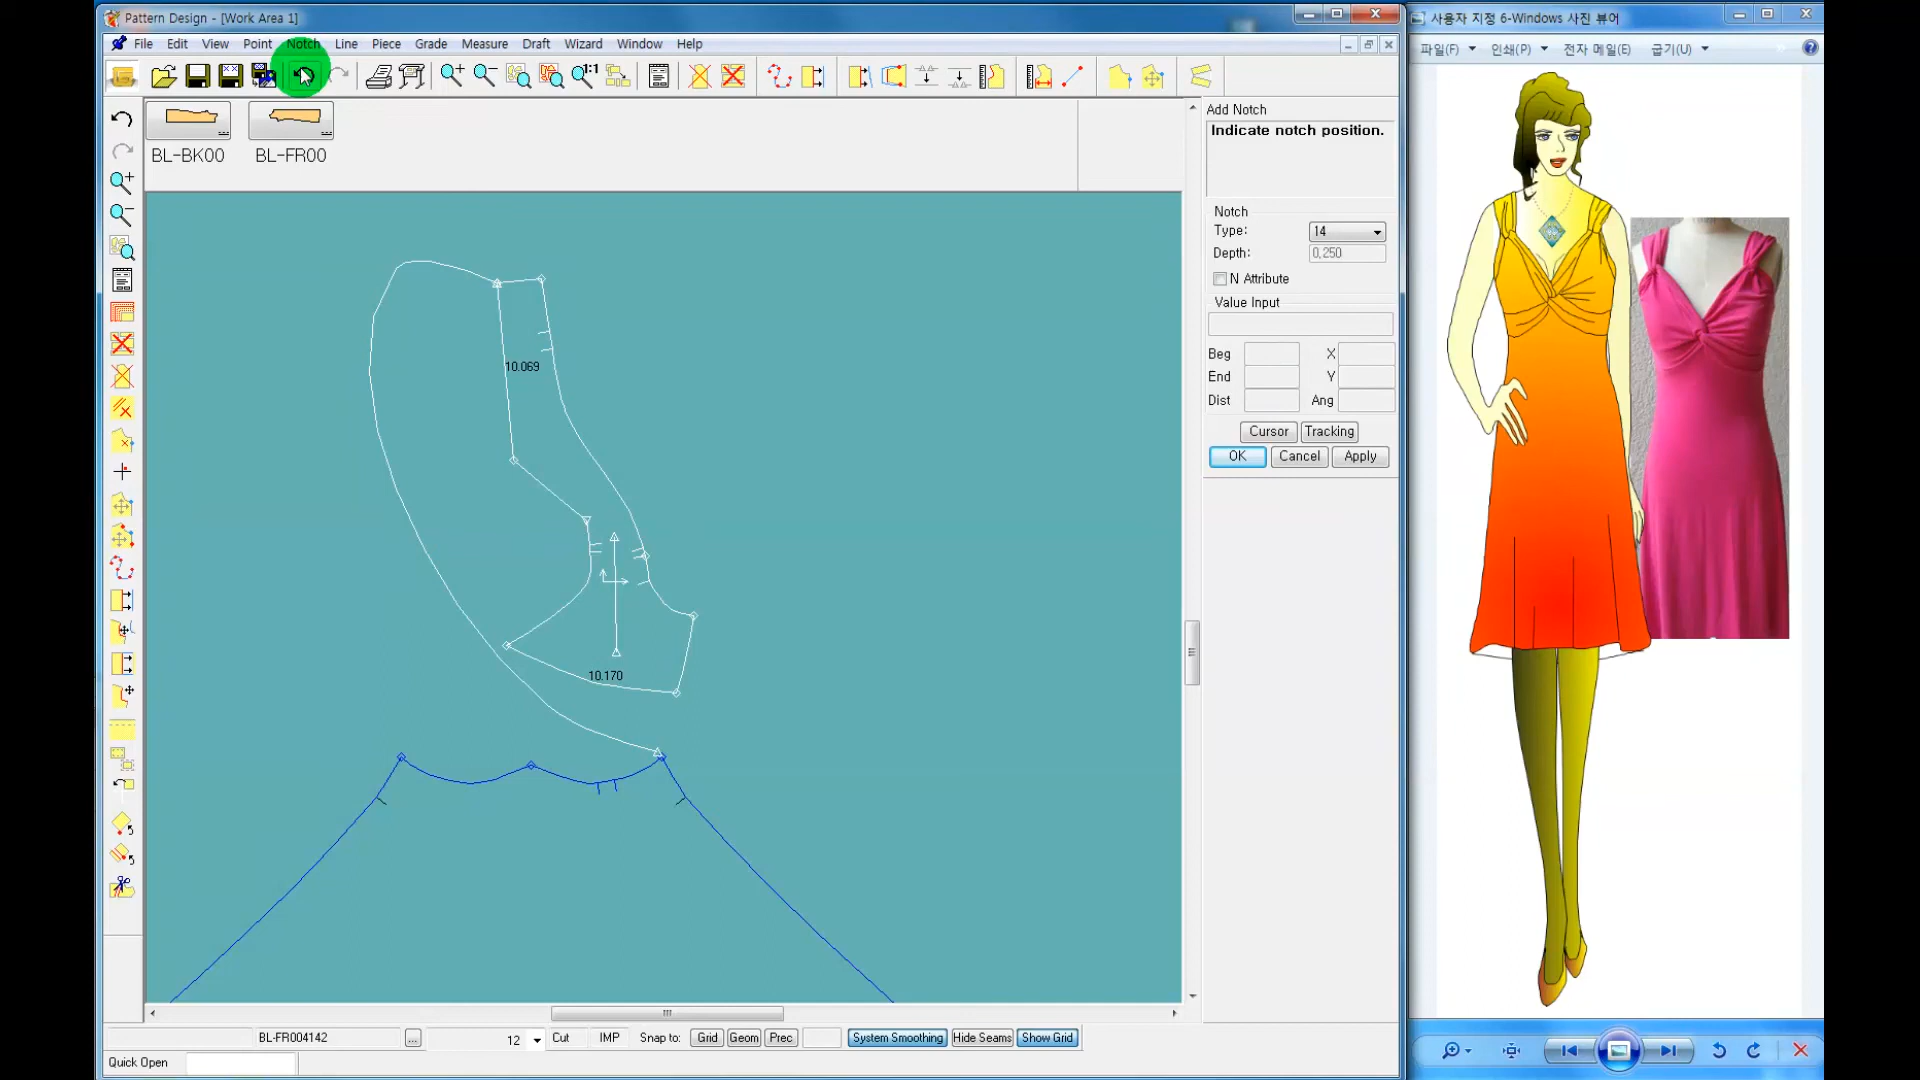 Pattern Design - [Work Area 1]
File Edit View Point Notch Line Piece Grade Measure Draft Wizard Window Help
1:1
BL-BK00 BL-FR00
10.069
10.170
Add Notch
Indicate notch position.
Notch
Type: 14
Depth: 0,250
N Attribute
Value Input
Beg X
End Y
Dist Ang
Cursor Tracking
OK Cancel Apply
BL-FR004142 ... 12 Cut IMP Snap to: Grid Geom Prec System Smoothing Hide Seams Show Grid
Quick Open
사용자 지정 6-Windows 사진 뷰어
파일(F) 인쇄(P) 전자 메일(E) 굽기(U)